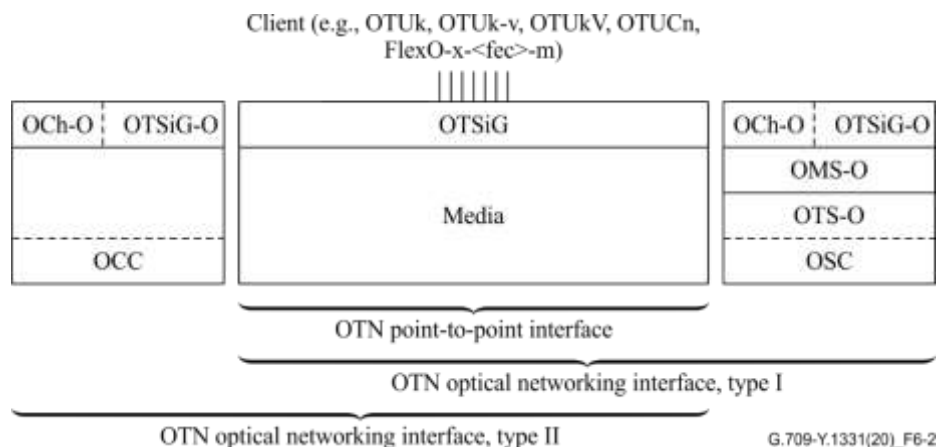 Client (e.g., OTUk, OTUk-v, OTUkV, OTUCn,
FlexO-x-<fec>-m)
OCh-O OTSiG-O
OTSiG
OCh-O OTSiG-O
OMS-O
Media
OTS-O
OCC
OSC
OTN point-to-point interface
OTN optical networking interface, type I
OTN optical networking interface, type II
G.709-Y.1331(20)_F6-2